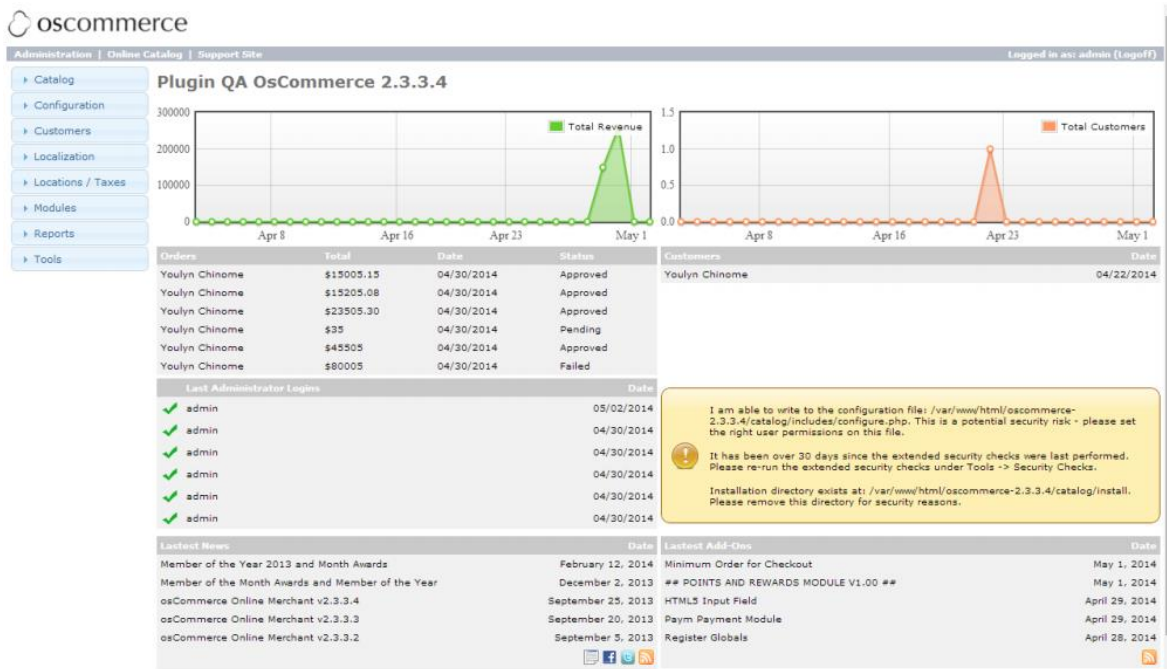 oscommerce
Administration | Online Catalog | Support Site Logged in as: admin (Logoff)
Catalog
Configuration
Customers
Localization
Locations / Taxes
Modules
Reports
Tools
Plugin QA OsCommerce 2.3.3.4
300000
200000
100000
0
Total Revenue
Apr 8 Apr 16 Apr 23 May 1
1.5
1.0
0.5
0.0
Total Customers
Apr 8 Apr 16 Apr 23 May 1
Orders Total Date Status
Youlyn Chinome $15005.15 04/30/2014 Approved
Youlyn Chinome $15205.08 04/30/2014 Approved
Youlyn Chinome $23505.30 04/30/2014 Approved
Youlyn Chinome $35 04/30/2014 Pending
Youlyn Chinome $45505 04/30/2014 Approved
Youlyn Chinome $80005 04/30/2014 Failed
Customers Date
Youlyn Chinome 04/22/2014
Last Administrator Logins Date
admin 05/02/2014
admin 04/30/2014
admin 04/30/2014
admin 04/30/2014
admin 04/30/2014
admin 04/30/2014
I am able to write to the configuration file: /var/www/html/oscommerce-
2.3.3.4/catalog/includes/configure.php. This is a potential security risk - please set
the right user permissions on this file.
It has been over 30 days since the extended security checks were last performed.
Please re-run the extended security checks under Tools -> Security Checks.
Installation directory exists at: /var/www/html/oscommerce-2.3.3.4/catalog/install.
Please remove this directory for security reasons.
Lastest News Date
Member of the Year 2013 and Month Awards February 12, 2014
Member of the Month Awards and Member of the Year December 2, 2013
osCommerce Online Merchant v2.3.3.4 September 25, 2013
osCommerce Online Merchant v2.3.3.3 September 20, 2013
osCommerce Online Merchant v2.3.3.2 September 5, 2013
Lastest Add-Ons Date
Minimum Order for Checkout May 1, 2014
## POINTS AND REWARDS MODULE V1.00 ## May 1, 2014
HTML5 Input Field April 29, 2014
Paym Payment Module April 29, 2014
Register Globals April 28, 2014